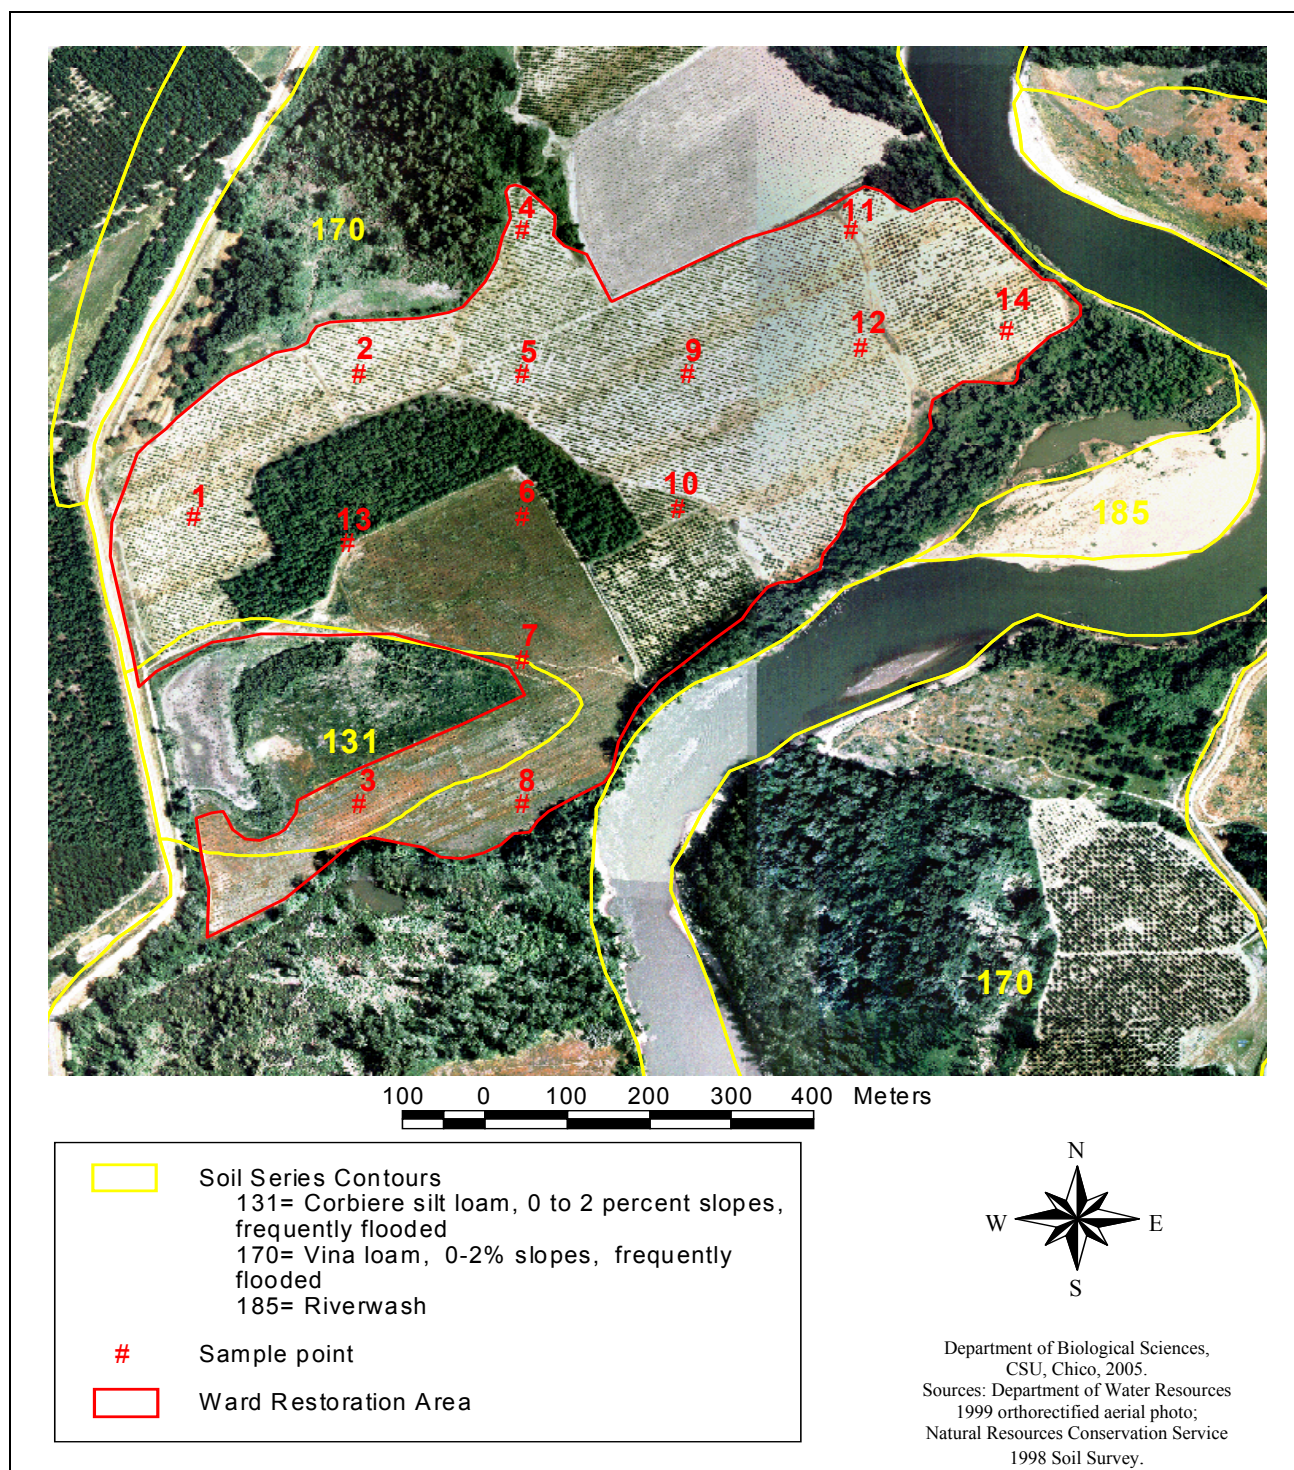 4
11
170
14
12
2
5
9
10
6
1
13
185
7
131
3
8
170
# # # # # # # # # # # # # #
100 0 100 200 300 400 Meters
Soil Series Contours
131= Corbiere silt loam, 0 to 2 percent slopes,
frequently flooded
170= Vina loam, 0-2% slopes, frequently
flooded
185= Riverwash
# Sample point
Ward Restoration Area
N
W E
S
Department of Biological Sciences,
CSU, Chico, 2005.
Sources: Department of Water Resources
1999 orthorectified aerial photo;
Natural Resources Conservation Service
1998 Soil Survey.